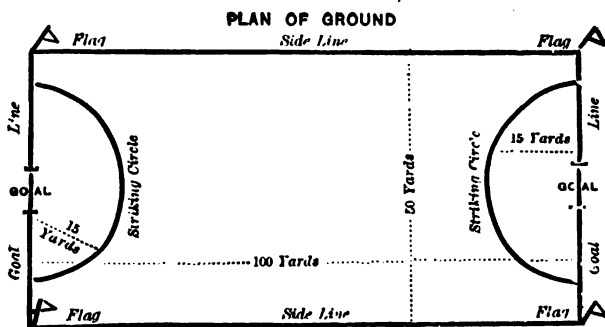 PLAN OF GROUND
Flag Side Line Flag
Line
Line
Striking Circle
Striking Circle
15 Yards
50 Yards
GOAL
GOAL
15
Yards
100 Yards
Goal
Goal
Flag Side Line Flag